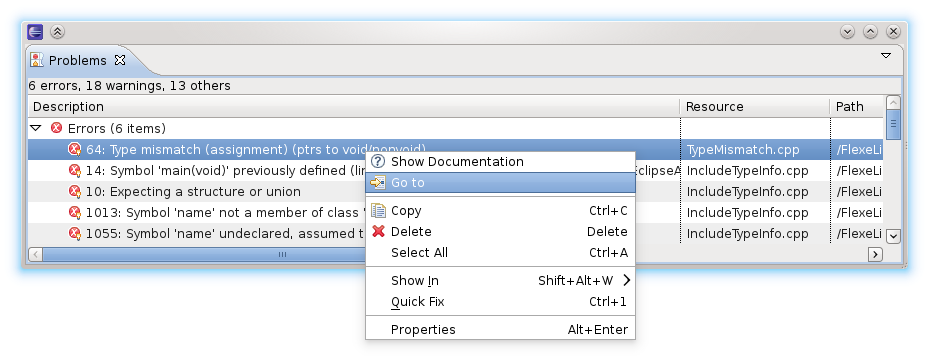 Problems
6 errors, 18 warnings, 13 others
Description Resource Path
Errors (6 items)
64: Type mismatch (assignment) (ptrs to void/nonvoid) TypeMismatch.cpp /FlexeLi
14: Symbol 'main(void)' previously defined (lin EclipseA IncludeTypeInfo.cpp /FlexeLi
10: Expecting a structure or union IncludeTypeInfo.cpp /FlexeLi
1013: Symbol 'name' not a member of class ' IncludeTypeInfo.cpp /FlexeLi
1055: Symbol 'name' undeclared, assumed t IncludeTypeInfo.cpp /FlexeLi
Show Documentation
Go to
Copy Ctrl+C
Delete Delete
Select All Ctrl+A
Show In Shift+Alt+W
Quick Fix Ctrl+1
Properties Alt+Enter